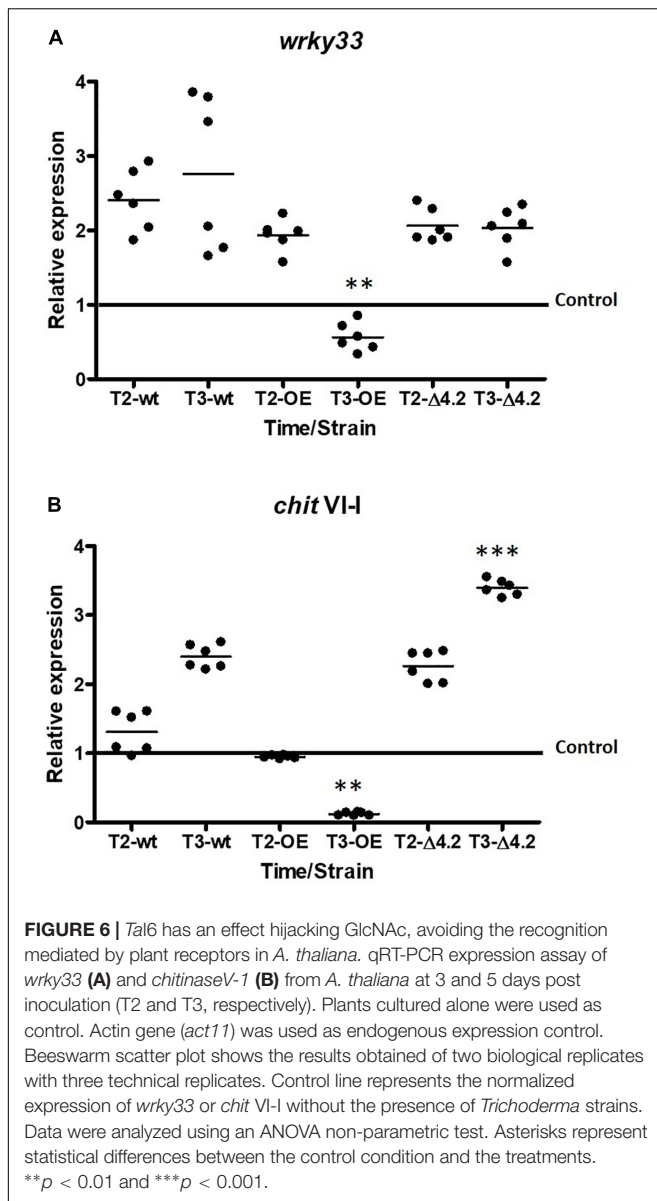 A
wrky33
Relative expression
4
3
2
1
0
**
Control
T2-wt T3-wt T2-OE T3-OE T2-Δ4.2 T3-Δ4.2
Time/Strain
B
chit VI-I
Relative expression
4
3
2
1
0
***
**
Control
T2-wt T3-wt T2-OE T3-OE T2-Δ4.2 T3-Δ4.2
Time/Strain
FIGURE 6 | Tal6 has an effect hijacking GlcNAc, avoiding the recognition
mediated by plant receptors in A. thaliana. qRT-PCR expression assay of
wrky33 (A) and chitinaseV-1 (B) from A. thaliana at 3 and 5 days post
inoculation (T2 and T3, respectively). Plants cultured alone were used as
control. Actin gene (act11) was used as endogenous expression control.
Beeswarm scatter plot shows the results obtained of two biological replicates
with three technical replicates. Control line represents the normalized
expression of wrky33 or chit VI-I without the presence of Trichoderma strains.
Data were analyzed using an ANOVA non-parametric test. Asterisks represent
statistical differences between the control condition and the treatments.
**p < 0.01 and ***p < 0.001.